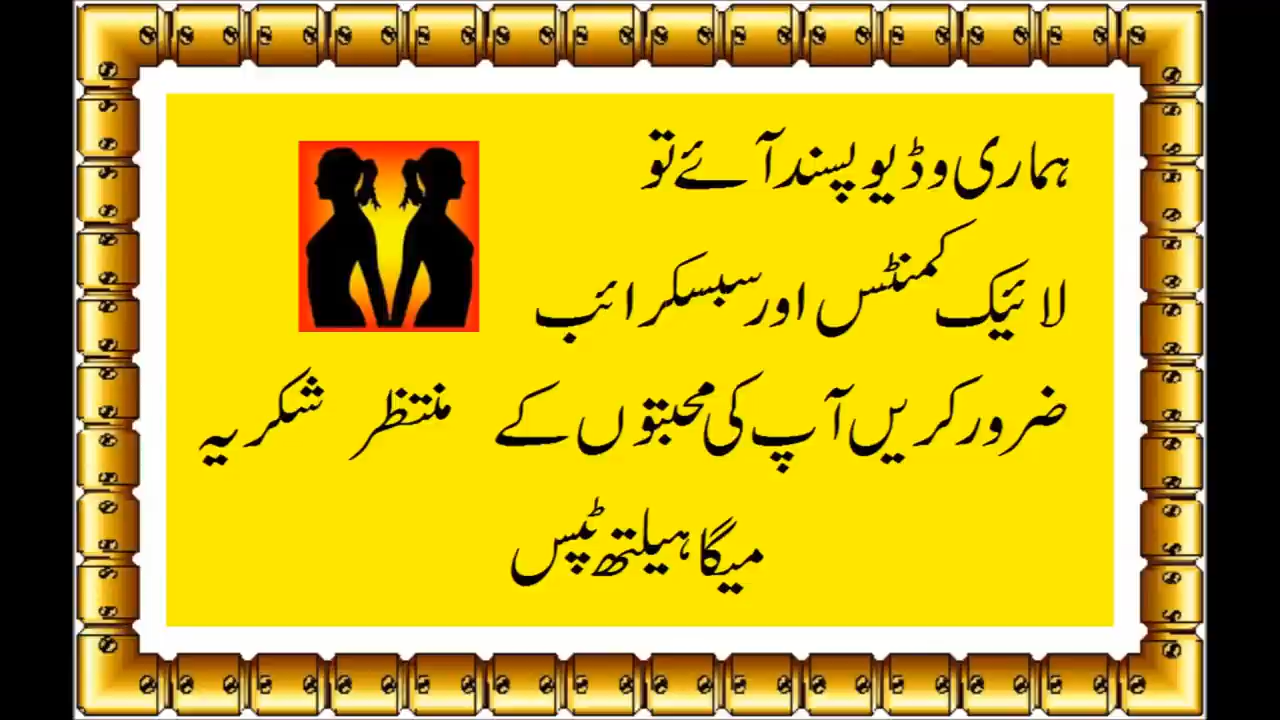 ہماری وڈیو پسند آئے تو
لائیک کمنٹس اور سبسکرائب
ضرور کریں آپ کی محبتوں کے منتظر شکریہ
میگا ہیلتھ ٹپس